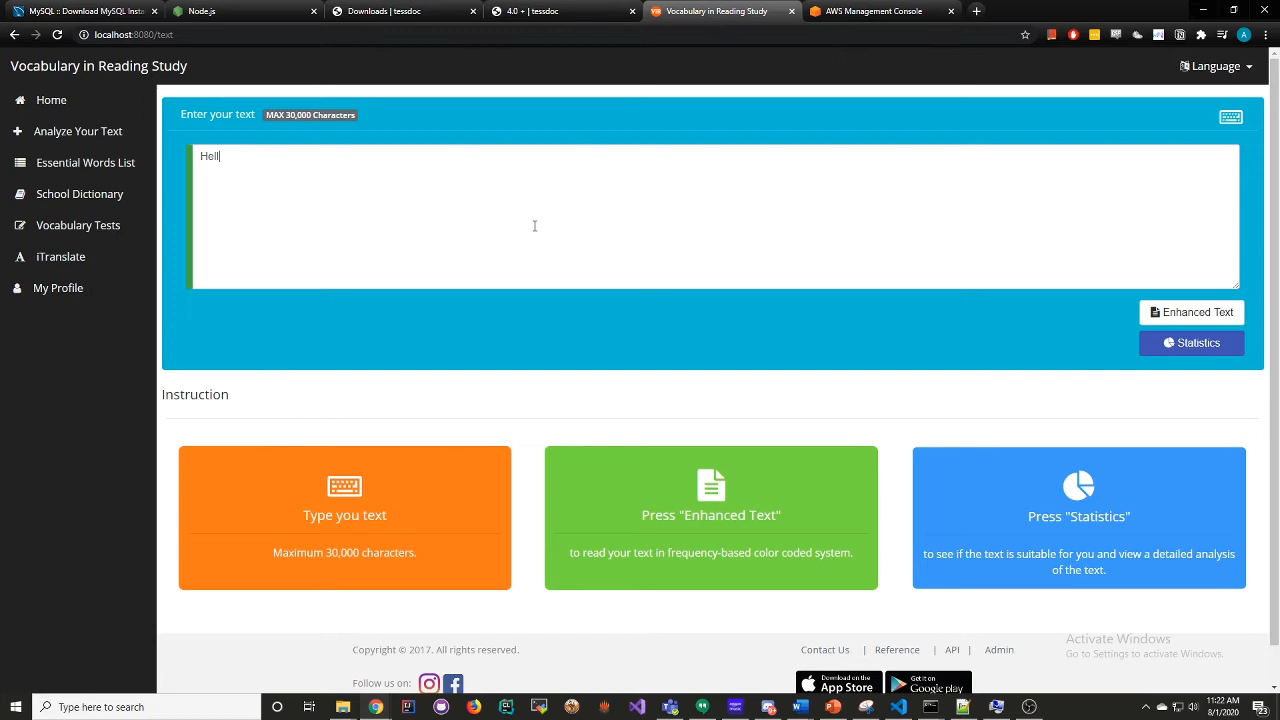 MySQL :: Download MySQL Insta
Node.js
Downloads | tessdoc
4.0 + | tessdoc
Vocabulary in Reading Study
AWS Management Console
localhost:8080/text
Vocabulary in Reading Study
Language
Home
Analyze Your Text
Essential Words List
School Dictionary
Vocabulary Tests
iTranslate
My Profile
Enter your text MAX 30,000 Characters
Hell
Enhanced Text
Statistics
Instruction
Type you text
Maximum 30,000 characters.
Press "Enhanced Text"
to read your text in frequency-based color coded system.
Press "Statistics"
to see if the text is suitable for you and view a detailed analysis
of the text.
Copyright © 2017. All rights reserved.
Contact Us | Reference | API | Admin
Follow us on:
Download on the
App Store
Get it on
Google play
Activate Windows
Go to Settings to activate Windows.
Type here to search
11:22 AM
8/1/2020